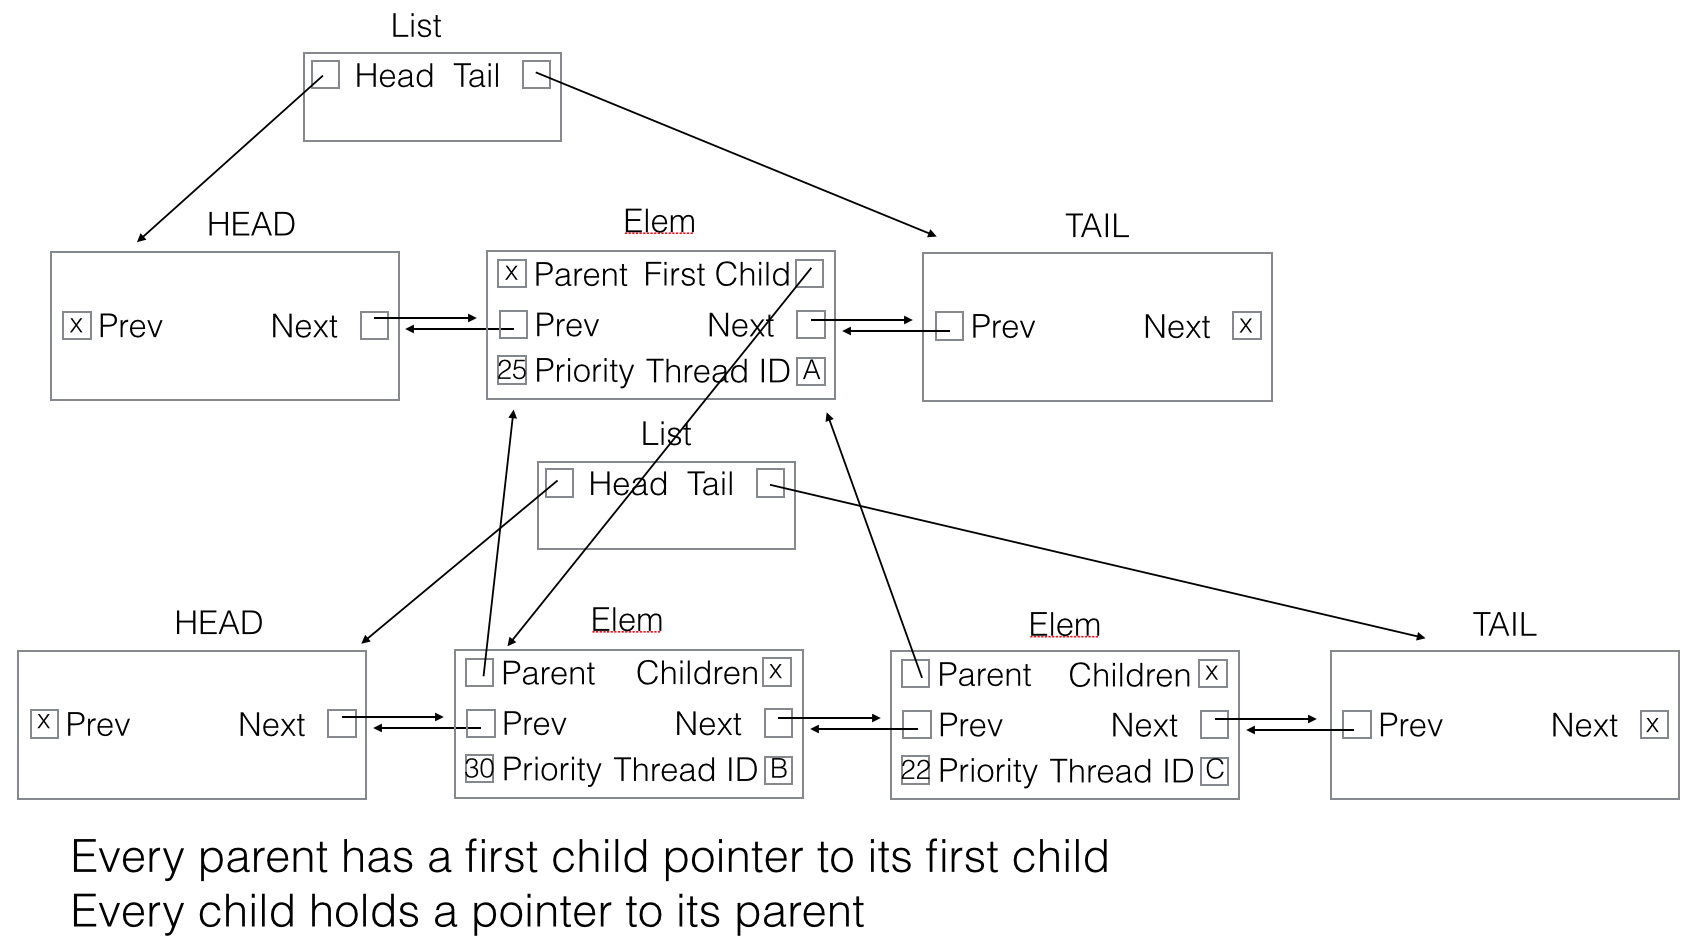 List
Head Tail
HEAD
Elem
TAIL
x Parent First Child
x Prev Next
Prev Next
Prev Next x
25 Priority Thread ID A
List
Head Tail
HEAD
Elem
Elem
TAIL
Parent Children x
Parent Children x
x Prev Next
Prev Next
Prev Next
Prev Next x
30 Priority Thread ID B
22 Priority Thread ID C
Every parent has a first child pointer to its first child
Every child holds a pointer to its parent